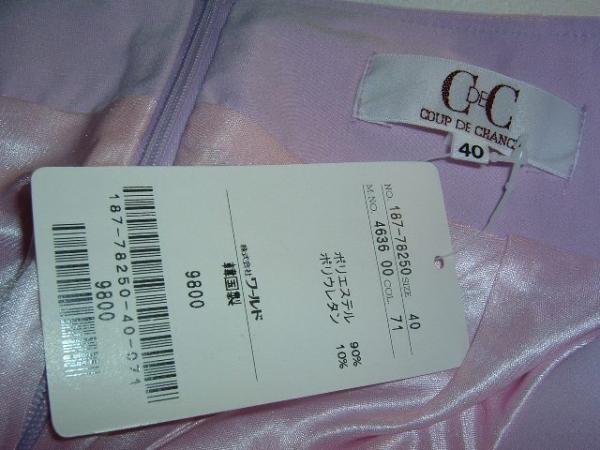 CDEC
COUP DE CHANCE
40
NO. 187-78250 SIZE 40
M.NO. 4636 00 COL. 71
ポリエステル 90%
ポリウレタン 10%
株式会社 ワールド
韓国製
9800
187-78250-40-071
9800